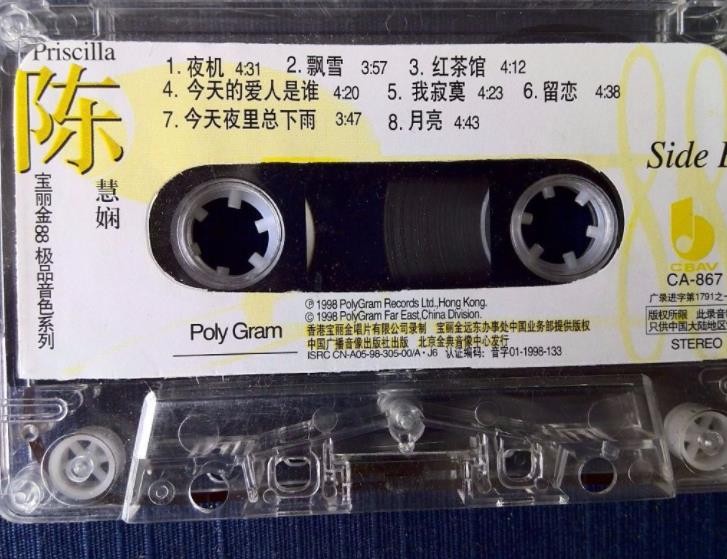 Priscilla
陈
慧娴
宝丽金88 极品音色系列
1. 夜机 4:31 2. 飘雪 3:57 3. 红茶馆 4:12
4. 今天的爱人是谁 4:20 5. 我寂寞 4:23 6. 留恋 4:38
7. 今天夜里总下雨 3:47 8. 月亮 4:43
Side
CBAV
CA-867
广录进字第1791之
版权所限 此录音
只供中国大陆地
STEREO
Poly Gram
℗ 1998 PolyGram Records Ltd., Hong Kong.
© 1998 PolyGram Far East, China Division.
香港宝丽金唱片有限公司录制 宝丽金远东办事处中国业务部提供版权
中国广播音像出版社出版 北京金典音像中心发行
ISRC CN-A05-98-305-00/A·J6 认证编码：音字01-1998-133